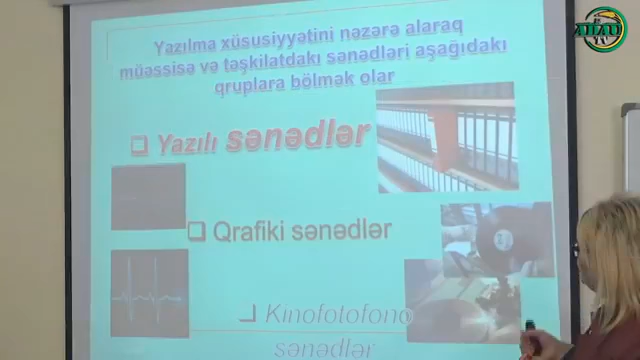 Yazılma xüsusiyyətini nəzərə alaraq
müəssisə və təşkilatdakı sənədləri aşağıdakı
qruplara bölmək olar
Yazılı sənədlər
Qrafiki sənədlər
Kinofotofono
sənədlər